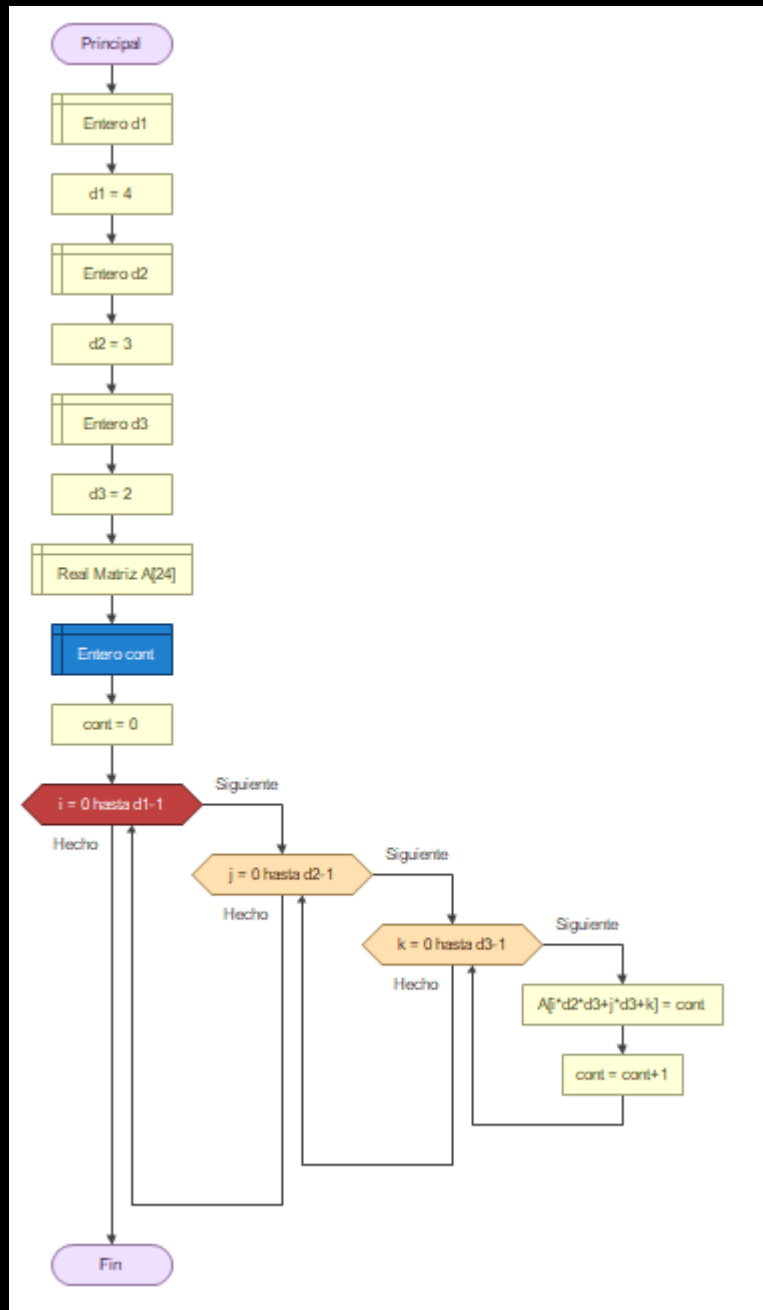 Principal
Entero d1
d1 = 4
Entero d2
d2 = 3
Entero d3
d3 = 2
Real Matriz A[24]
Entero cont
cont = 0
i = 0 hasta d1-1
Siguiente
Hecho
j = 0 hasta d2-1
Siguiente
Hecho
k = 0 hasta d3-1
Siguiente
Hecho
A[i*d2*d3+j*d3+k] = cont
cont = cont+1
Fin